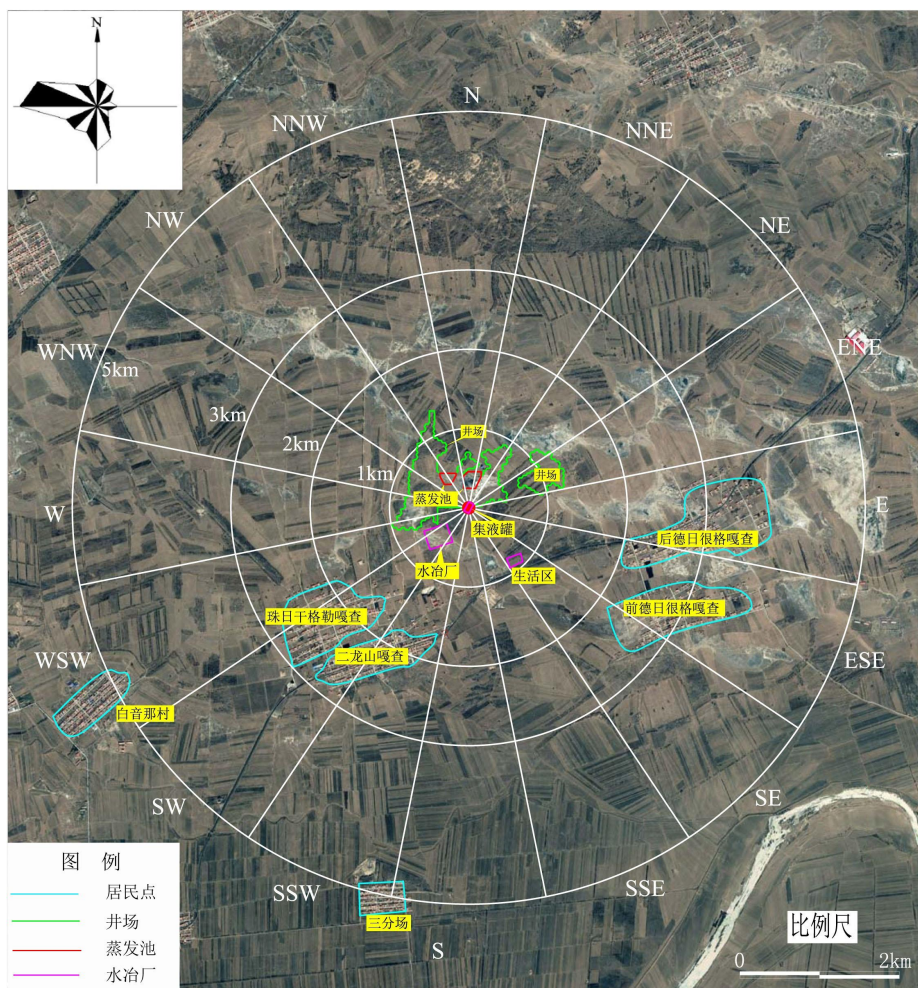 N
N
NNW
NNE
NW
NE
WNW
ENE
5km
3km
2km
1km
井场
井场
蒸发池
W
集液罐
E
后德日很格嘎查
水冶厂
生活区
珠日干格勒嘎查
前德日很格嘎查
二龙山嘎查
WSW
ESE
白音那村
SW
SE
SSW
SSE
三分场
S
图 例
居民点
井场
蒸发池
水冶厂
比例尺
0
2km